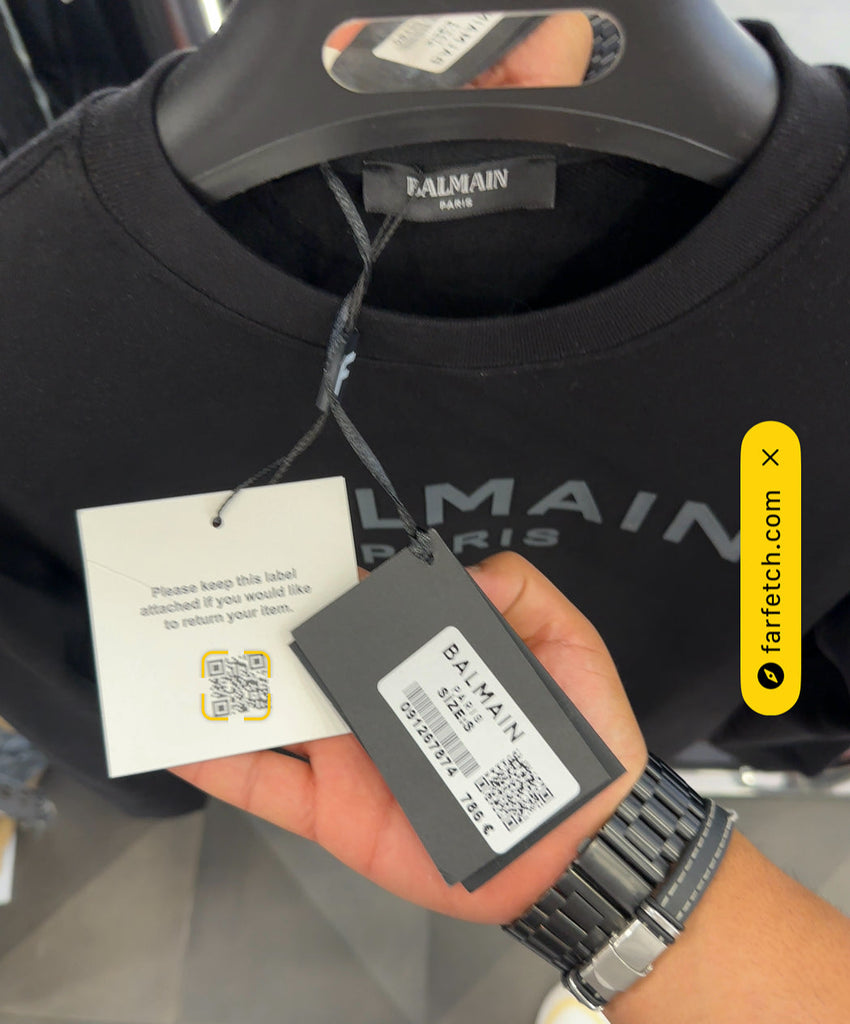 BALMAIN
PARIS
BALMAIN
PARIS
Please keep this label
attached if you would like
to return your item.
BALMAIN
PARIS
SIZE:S
091267874
786 €
farfetch.com